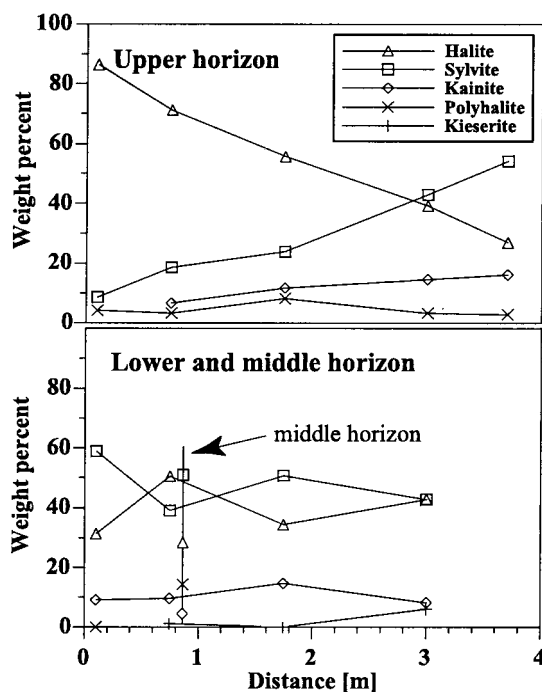 100
80
60
40
20
0
Weight percent
Upper horizon
Halite
Sylvite
Kainite
Polyhalite
Kieserite
80
60
40
20
0
Weight percent
Lower and middle horizon
middle horizon
0 1 2 3 4
Distance [m]